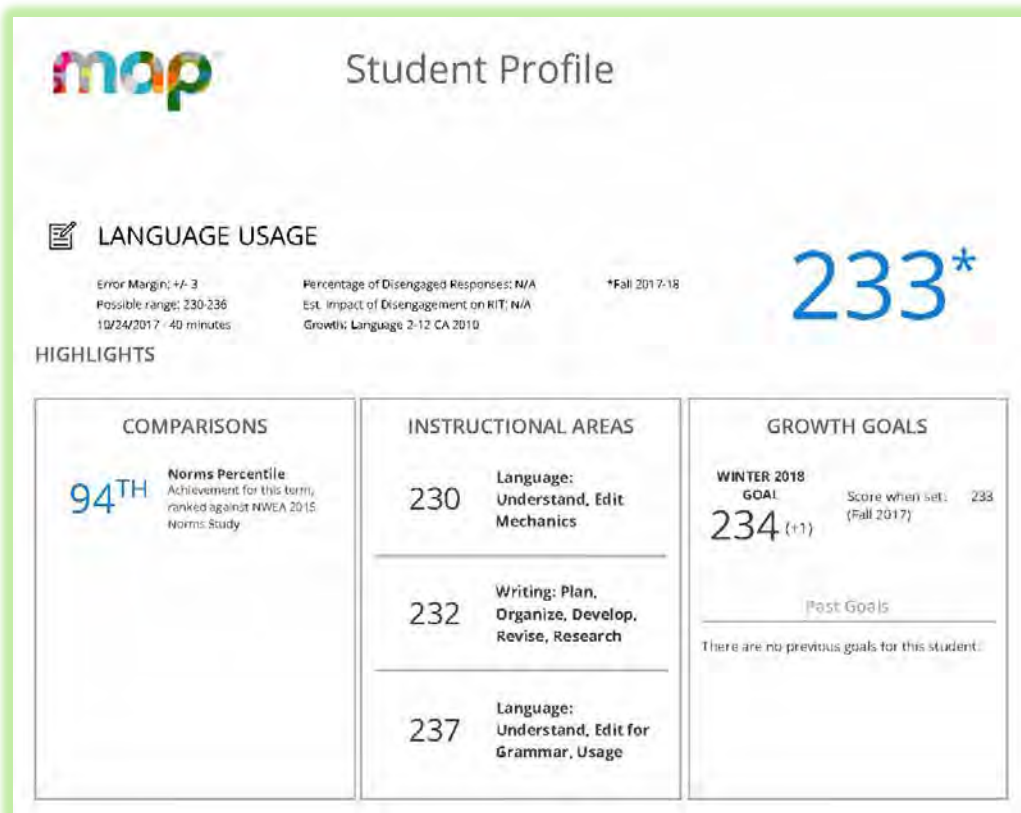 map
Student Profile
LANGUAGE USAGE
Error Margin: +/- 3
Possible range: 230-236
10/24/2017 - 40 minutes
Percentage of Disengaged Responses: N/A
Est. Impact of Disengagement on RIT: N/A
Growth: Language 2-12 CA 2010
*Fall 2017-18
233*
HIGHLIGHTS
COMPARISONS
94TH
Norms Percentile
Achievement for this term,
ranked against NWEA 2015
Norms Study
INSTRUCTIONAL AREAS
230
Language:
Understand, Edit
Mechanics
232
Writing: Plan,
Organize, Develop,
Revise, Research
237
Language:
Understand, Edit for
Grammar, Usage
GROWTH GOALS
WINTER 2018
GOAL
234 (+1)
Score when set: 233
(Fall 2017)
Past Goals
There are no previous goals for this student.